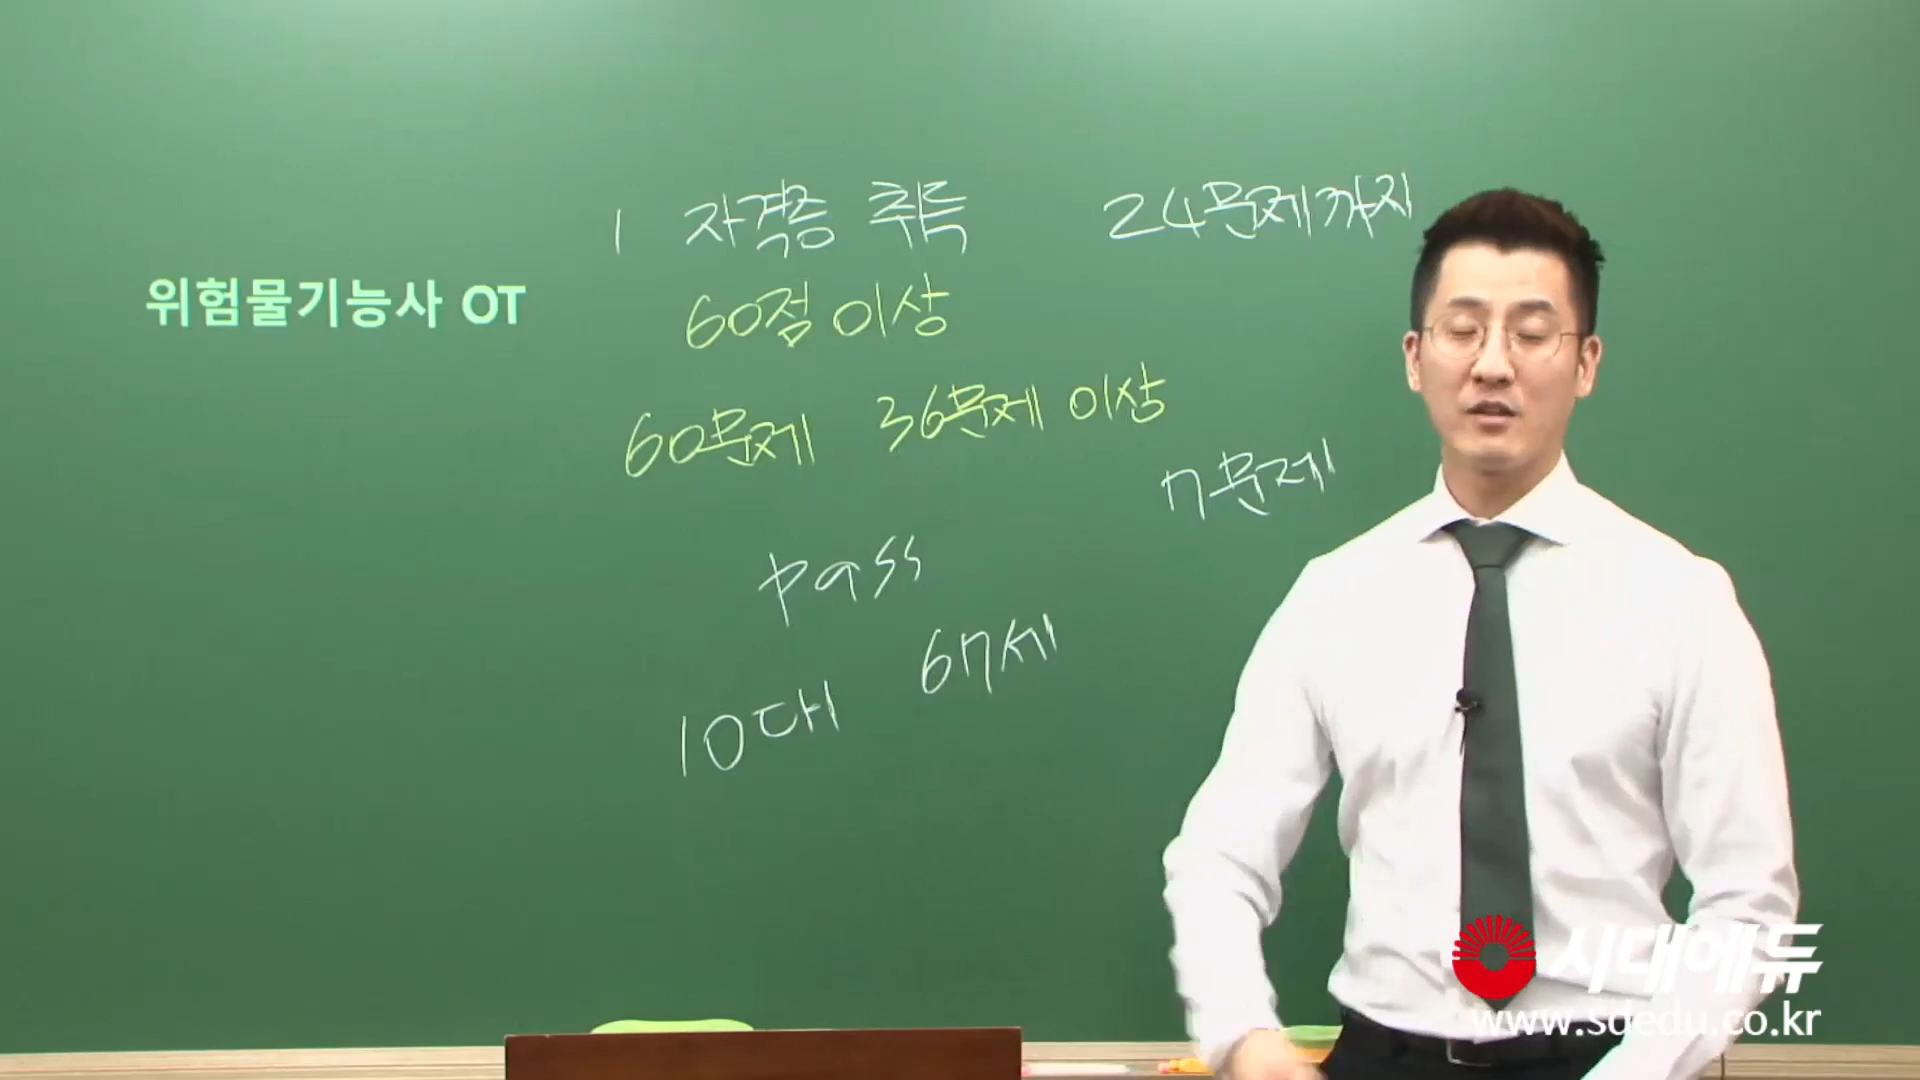 1 자격증 취득 24문제까지
위험물기능사 OT
60점 이상
60문제 36문제 이상
7문제
pass
67세
10대
시대에듀
www.sdedu.co.kr